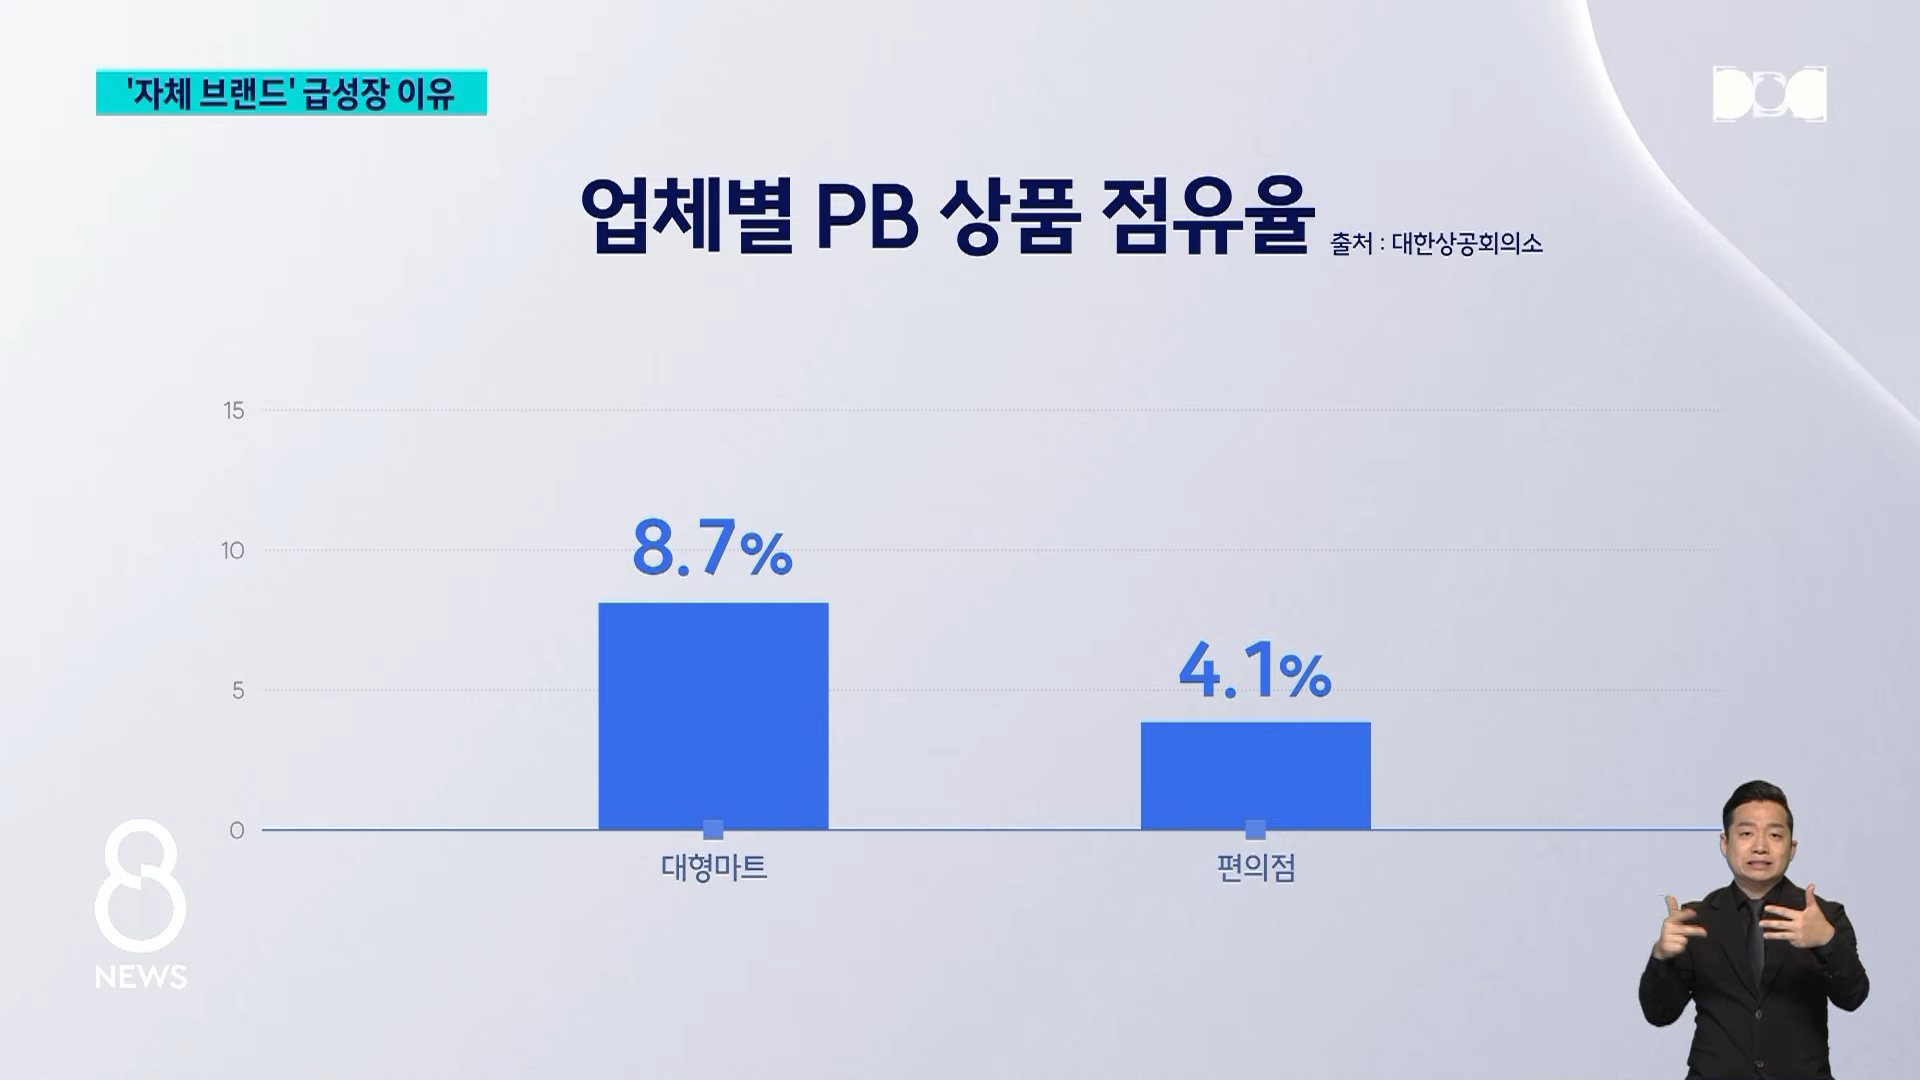 '자체 브랜드' 급성장 이유
업체별 PB 상품 점유율
출처 : 대한상공회의소
15
10
5
0
8.7%
4.1%
대형마트
편의점
8
NEWS